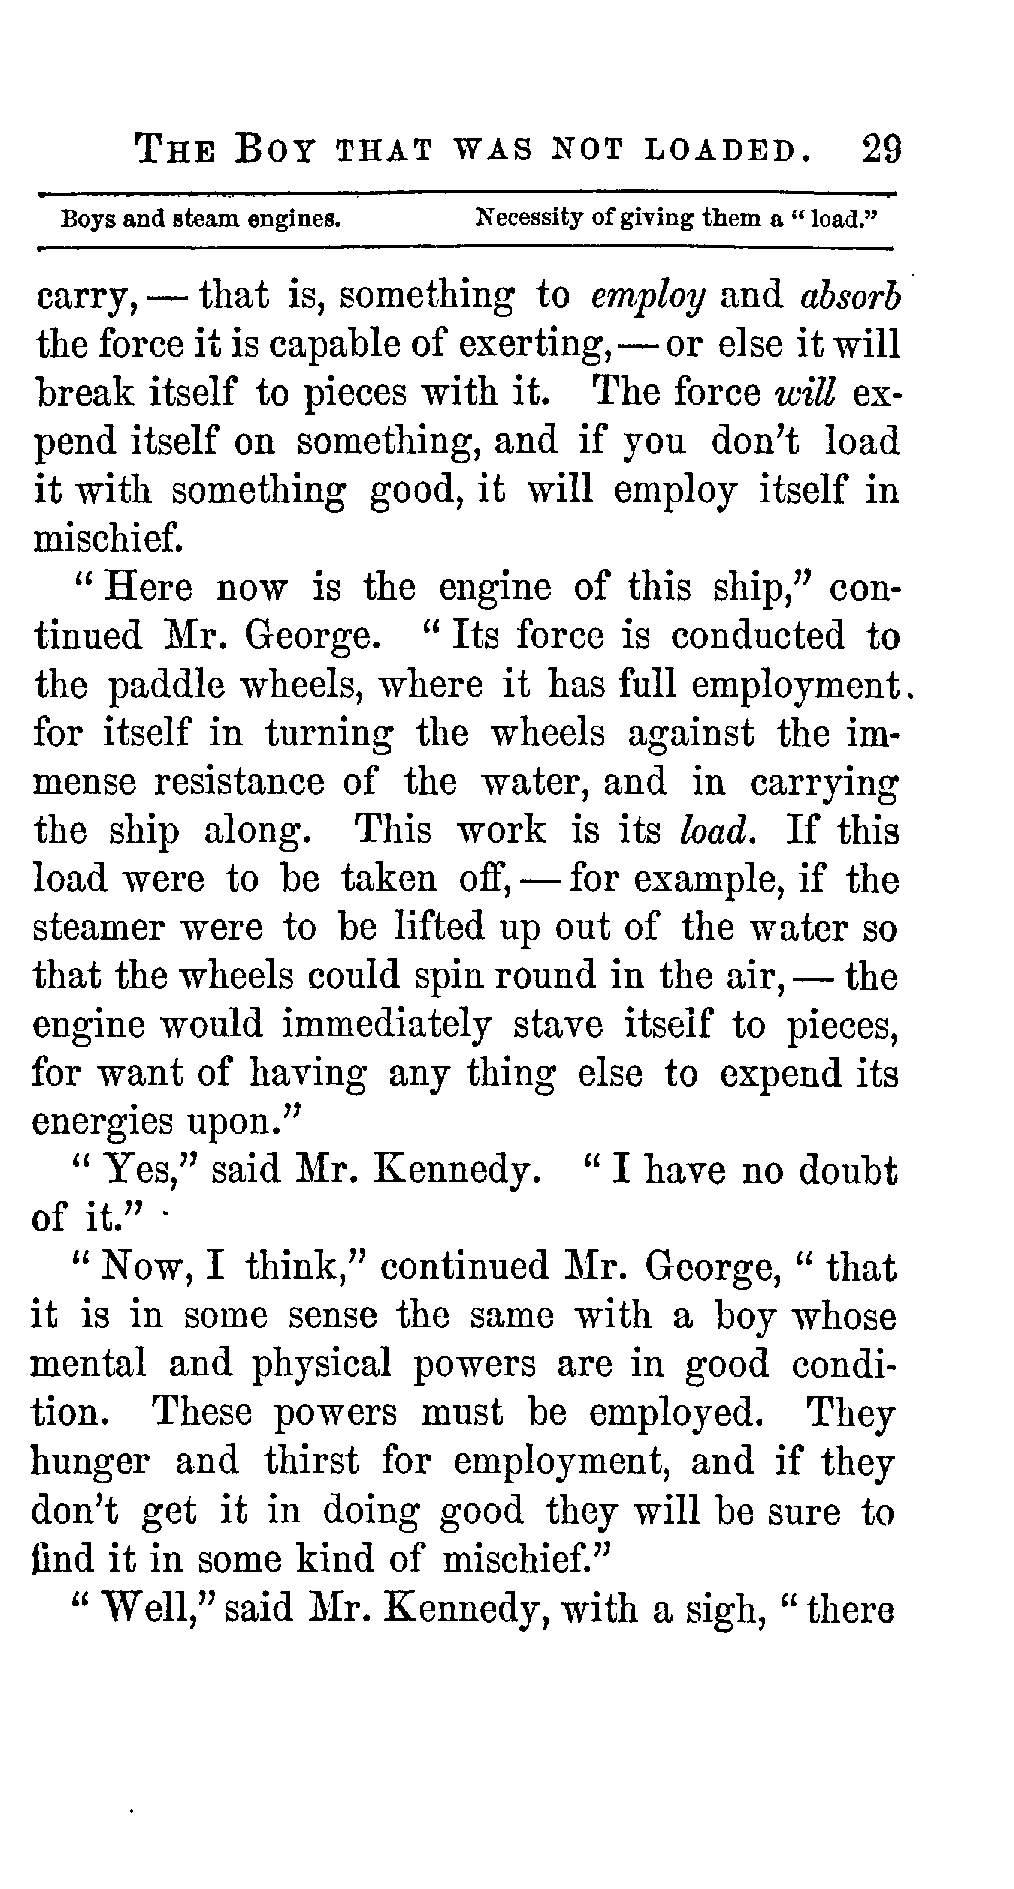 THE BOY THAT WAS NOT LOADED. 29
Boys and steam engines. Necessity of giving them a “ load.”
carry, — that is, something to employ and absorb
the force it is capable of exerting, — or else it will
break itself to pieces with it. The force will ex-
pend itself on something, and if you don’t load
it with something good, it will employ itself in
mischief.
“ Here now is the engine of this ship,” con-
tinued Mr. George. “ Its force is conducted to
the paddle wheels, where it has full employment.
for itself in turning the wheels against the im-
mense resistance of the water, and in carrying
the ship along. This work is its load. If this
load were to be taken off, — for example, if the
steamer were to be lifted up out of the water so
that the wheels could spin round in the air, — the
engine would immediately stave itself to pieces,
for want of having any thing else to expend its
energies upon.”
“ Yes,” said Mr. Kennedy. “ I have no doubt
of it.”
“ Now, I think,” continued Mr. George, “ that
it is in some sense the same with a boy whose
mental and physical powers are in good condi-
tion. These powers must be employed. They
hunger and thirst for employment, and if they
don’t get it in doing good they will be sure to
find it in some kind of mischief.”
“ Well,” said Mr. Kennedy, with a sigh, “ there